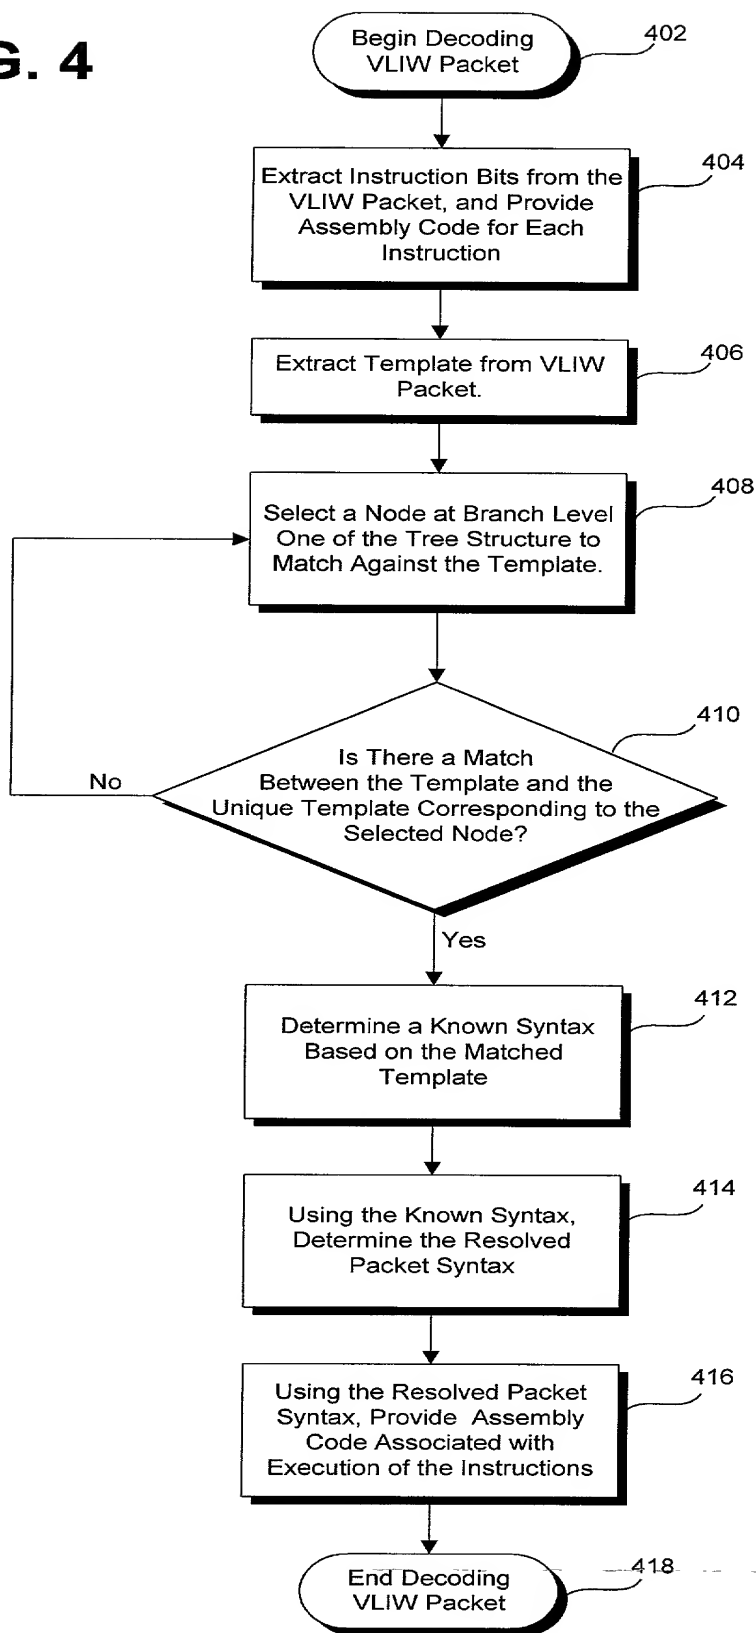 G. 4
Begin Decoding
VLIW Packet
402
Extract Instruction Bits from the
VLIW Packet, and Provide
Assembly Code for Each
Instruction
404
Extract Template from VLIW
Packet.
406
Select a Node at Branch Level
One of the Tree Structure to
Match Against the Template.
408
Is There a Match
Between the Template and the
Unique Template Corresponding to the
Selected Node?
410
No
Yes
Determine a Known Syntax
Based on the Matched
Template
412
Using the Known Syntax,
Determine the Resolved
Packet Syntax
414
Using the Resolved Packet
Syntax, Provide Assembly
Code Associated with
Execution of the Instructions
416
End Decoding
VLIW Packet
418